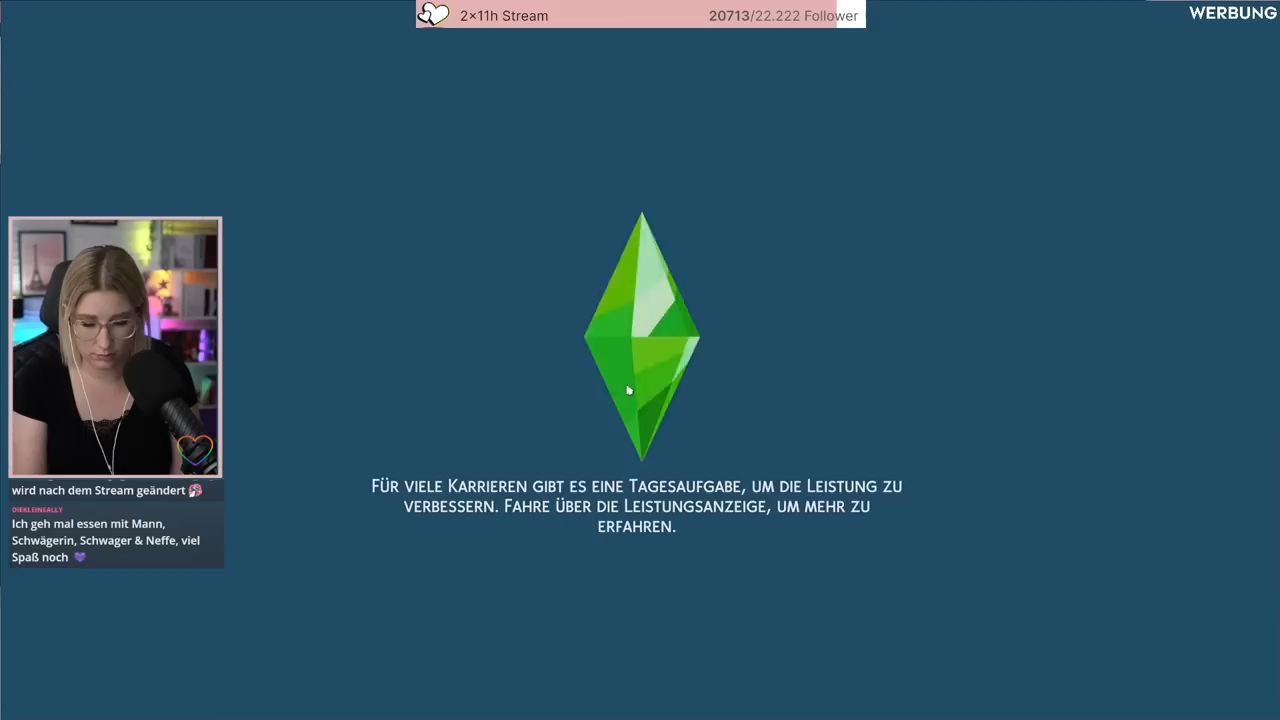 2×11h Stream
20713/22.222 Follower
WERBUNG
wird nach dem Stream geändert
DIEKLEINEALLY
Ich geh mal essen mit Mann,
Schwägerin, Schwager & Neffe, viel
Spaß noch 💜
FÜR VIELE KARRIEREN GIBT ES EINE TAGESAUFGABE, UM DIE LEISTUNG ZU
VERBESSERN. FAHRE ÜBER DIE LEISTUNGSANZEIGE, UM MEHR ZU
ERFAHREN.